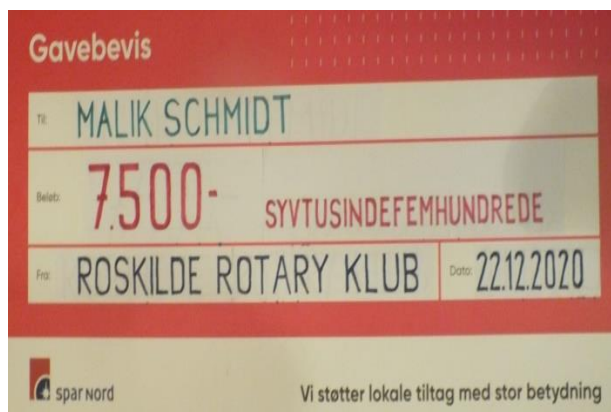 Gavebevis
Til: MALIK SCHMIDT
Beløb: 7.500- SYVTUSINDEFEMHUNDREDE
Fra: ROSKILDE ROTARY KLUB Dato: 22.12.2020
spar nord Vi støtter lokale tiltag med stor betydning